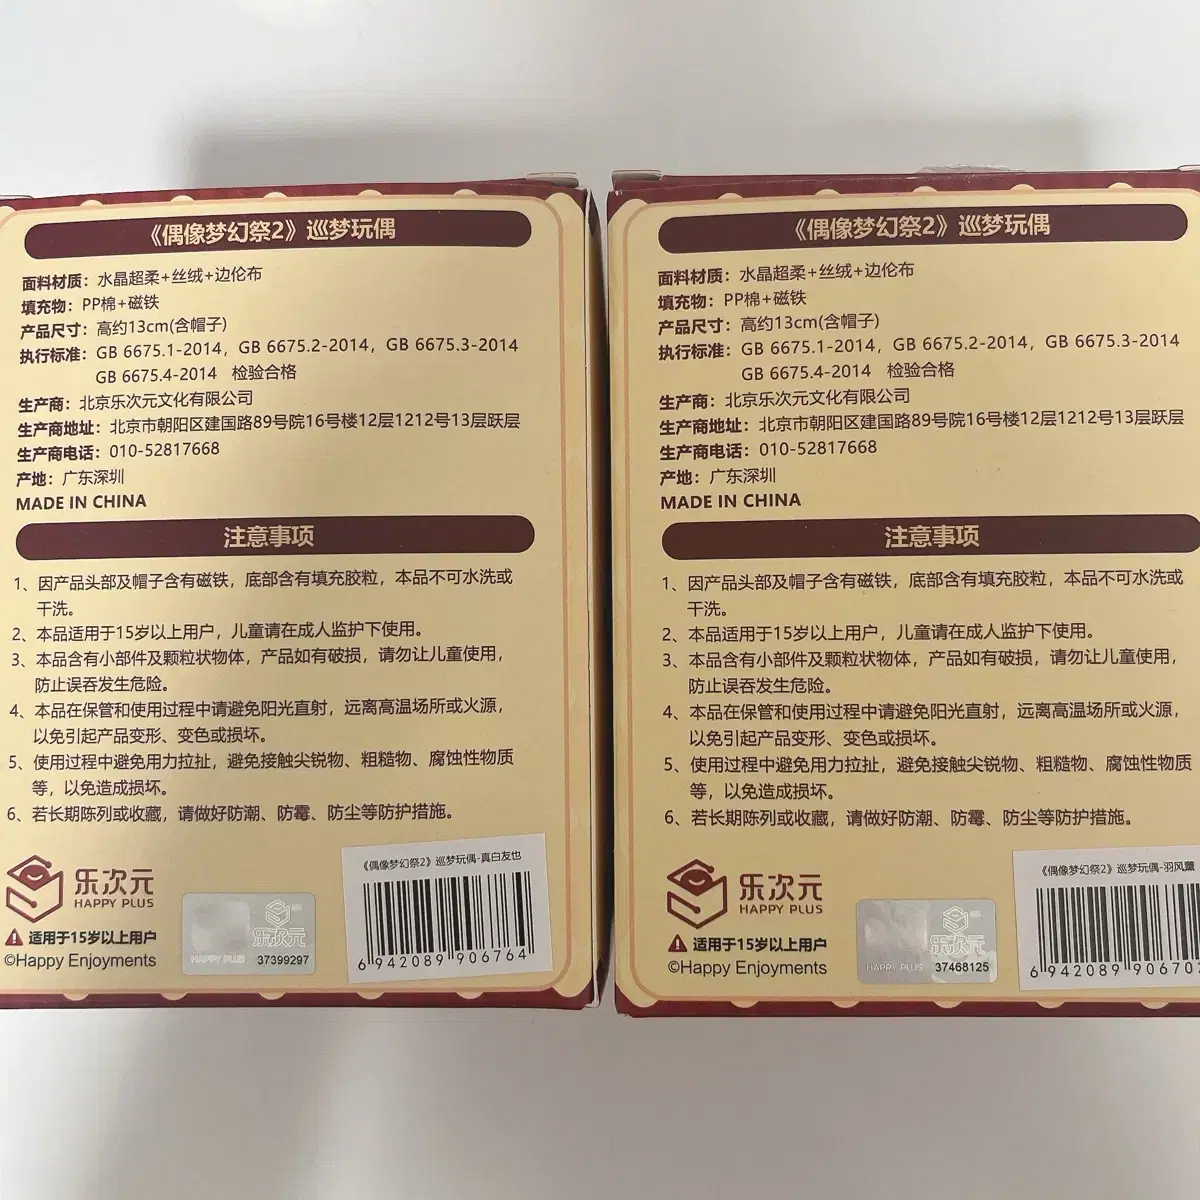 《偶像梦幻祭2》巡梦玩偶
面料材质：水晶超柔+丝绒+边伦布
填充物：PP棉+磁铁
产品尺寸：高约13cm(含帽子)
执行标准：GB 6675.1-2014，GB 6675.2-2014，GB 6675.3-2014
GB 6675.4-2014 检验合格
生产商：北京乐次元文化有限公司
生产商地址：北京市朝阳区建国路89号院16号楼12层1212号13层跃层
生产商电话：010-52817668
产地：广东深圳
MADE IN CHINA
注意事项
1、因产品头部及帽子含有磁铁，底部含有填充胶粒，本品不可水洗或
干洗。
2、本品适用于15岁以上用户，儿童请在成人监护下使用。
3、本品含有小部件及颗粒状物体，产品如有破损，请勿让儿童使用，
防止误吞发生危险。
4、本品在保管和使用过程中请避免阳光直射，远离高温场所或火源，
以免引起产品变形、变色或损坏。
5、使用过程中避免用力拉扯，避免接触尖锐物、粗糙物、腐蚀性物质
等，以免造成损坏。
6、若长期陈列或收藏，请做好防潮、防霉、防尘等防护措施。
乐次元
HAPPY PLUS
适用于15岁以上用户
©Happy Enjoyments
乐次元
HAPPY PLUS
37399297
《偶像梦幻祭2》巡梦玩偶-真白友也
6 942089 906764
《偶像梦幻祭2》巡梦玩偶
面料材质：水晶超柔+丝绒+边伦布
填充物：PP棉+磁铁
产品尺寸：高约13cm(含帽子)
执行标准：GB 6675.1-2014，GB 6675.2-2014，GB 6675.3-2014
GB 6675.4-2014 检验合格
生产商：北京乐次元文化有限公司
生产商地址：北京市朝阳区建国路89号院16号楼12层1212号13层跃层
生产商电话：010-52817668
产地：广东深圳
MADE IN CHINA
注意事项
1、因产品头部及帽子含有磁铁，底部含有填充胶粒，本品不可水洗或
干洗。
2、本品适用于15岁以上用户，儿童请在成人监护下使用。
3、本品含有小部件及颗粒状物体，产品如有破损，请勿让儿童使用，
防止误吞发生危险。
4、本品在保管和使用过程中请避免阳光直射，远离高温场所或火源，
以免引起产品变形、变色或损坏。
5、使用过程中避免用力拉扯，避免接触尖锐物、粗糙物、腐蚀性物质
等，以免造成损坏。
6、若长期陈列或收藏，请做好防潮、防霉、防尘等防护措施。
乐次元
HAPPY PLUS
适用于15岁以上用户
©Happy Enjoyments
乐次元
HAPPY PLUS
37468125
《偶像梦幻祭2》巡梦玩偶-羽风薰
6 942089 90670